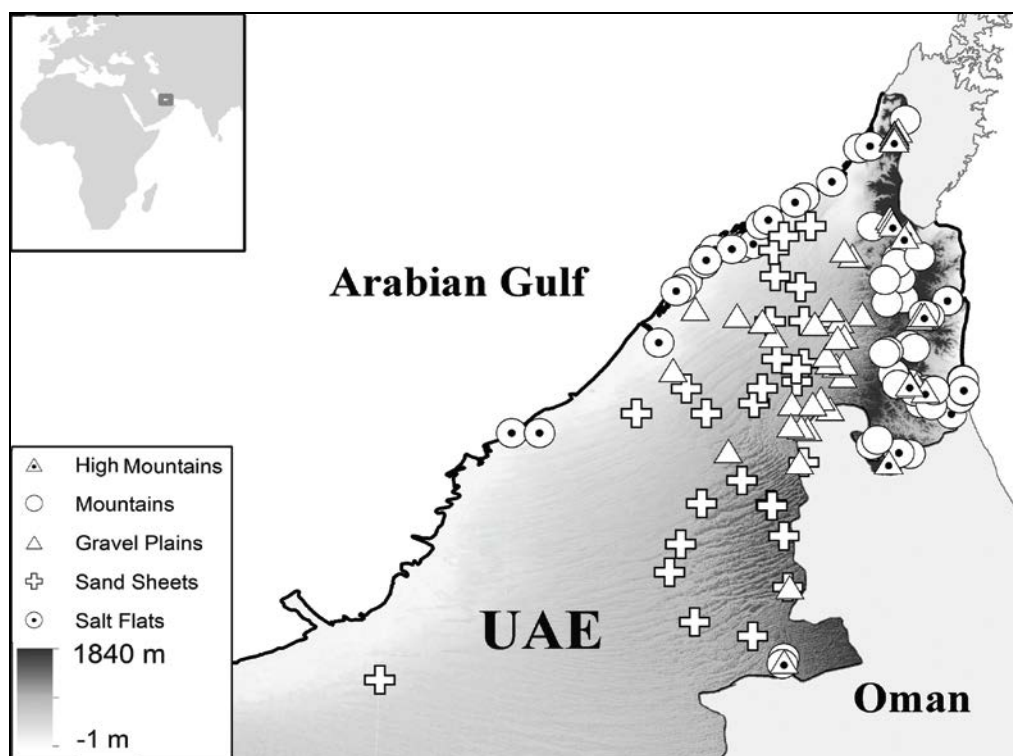 Arabian Gulf
High Mountains
Mountains
Gravel Plains
Sand Sheets
Salt Flats
1840 m
-1 m
UAE
Oman